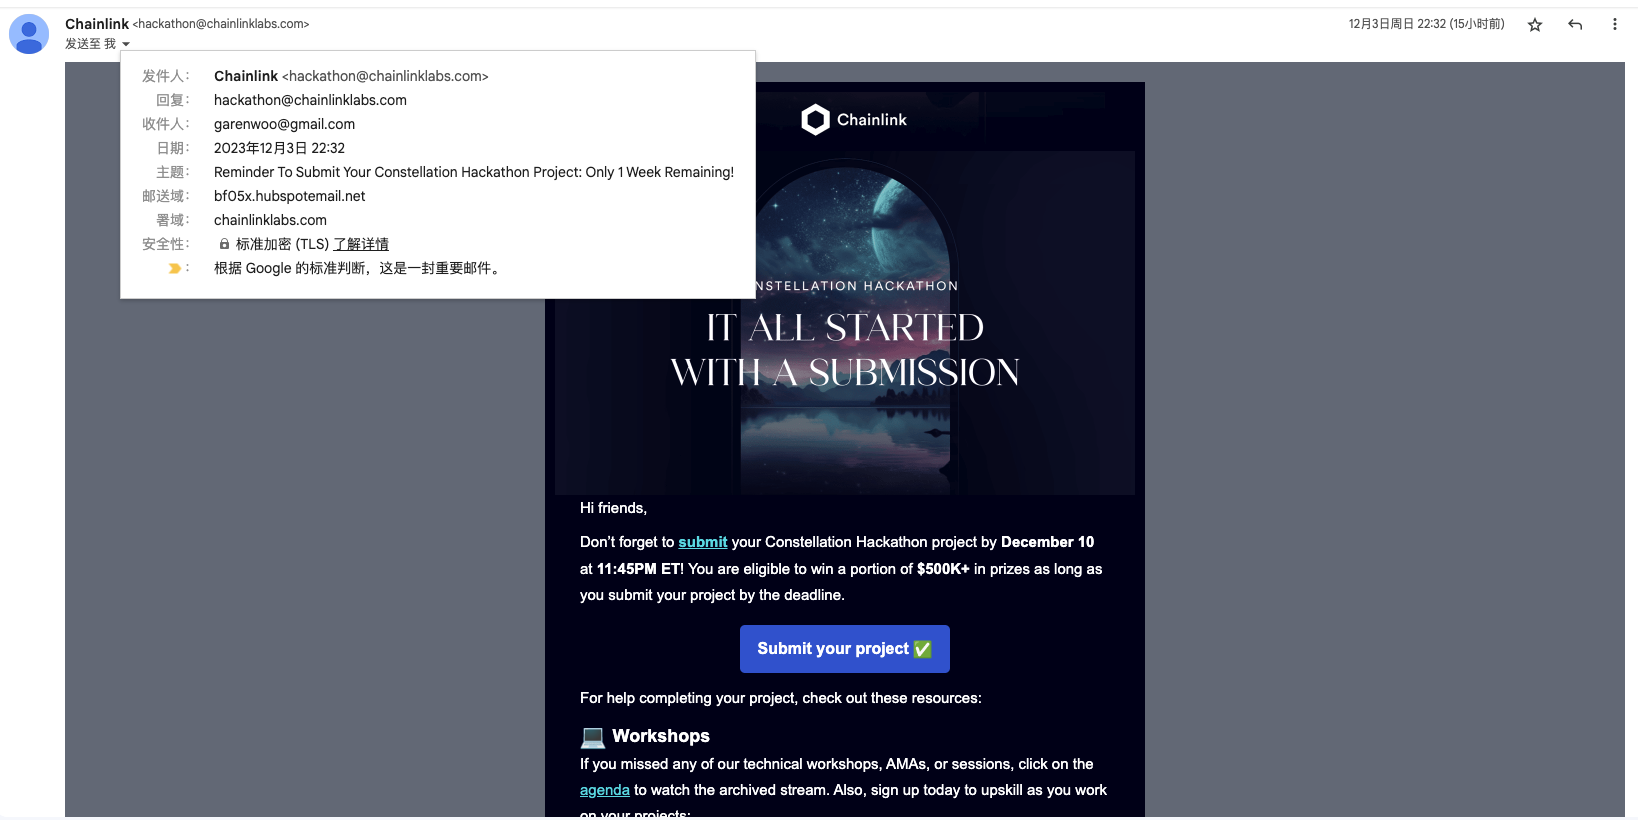 Chainlink <hackathon@chainlinklabs.com>
12月3日周日 22:32 (15小时前)
发送至 我
发件人： Chainlink <hackathon@chainlinklabs.com>
回复： hackathon@chainlinklabs.com
收件人： garenwoo@gmail.com
日期： 2023年12月3日 22:32
主题： Reminder To Submit Your Constellation Hackathon Project: Only 1 Week Remaining!
邮送域： bf05x.hubspotemail.net
署域： chainlinklabs.com
安全性： 标准加密 (TLS) 了解详情
： 根据 Google 的标准判断，这是一封重要邮件。
Chainlink
NSTELLATION HACKATHON
IT ALL STARTED
WITH A SUBMISSION
Hi friends,
Don’t forget to submit your Constellation Hackathon project by December 10
at 11:45PM ET! You are eligible to win a portion of $500K+ in prizes as long as
you submit your project by the deadline.
Submit your project ✅
For help completing your project, check out these resources:
💻 Workshops
If you missed any of our technical workshops, AMAs, or sessions, click on the
agenda to watch the archived stream. Also, sign up today to upskill as you work
on your projects: